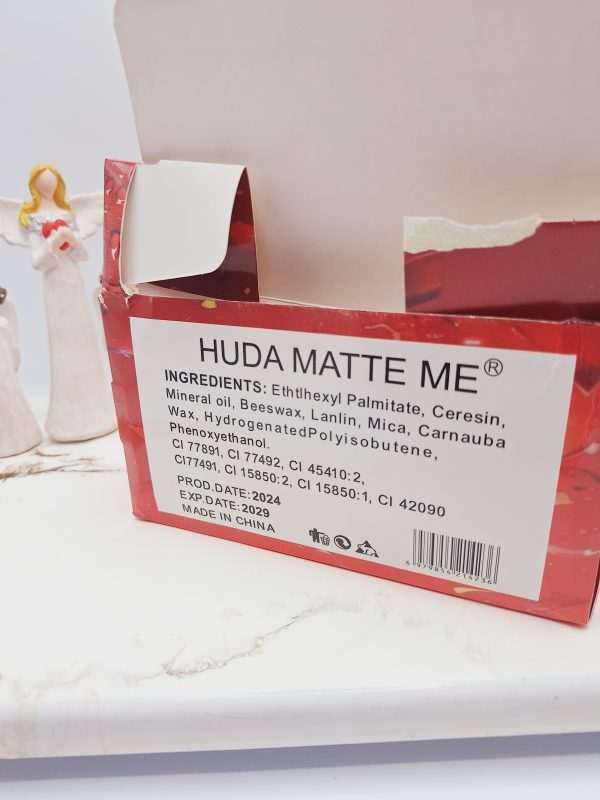 HUDA MATTE ME®
INGREDIENTS: Ethtlhexyl Palmitate, Ceresin,
Mineral oil, Beeswax, Lanlin, Mica, Carnauba
Wax, HydrogenatedPolyisobutene,
Phenoxyethanol.
CI 77891, CI 77492, CI 45410:2,
CI77491, CI 15850:2, CI 15850:1, CI 42090
PROD.DATE:2024
EXP.DATE:2029
MADE IN CHINA